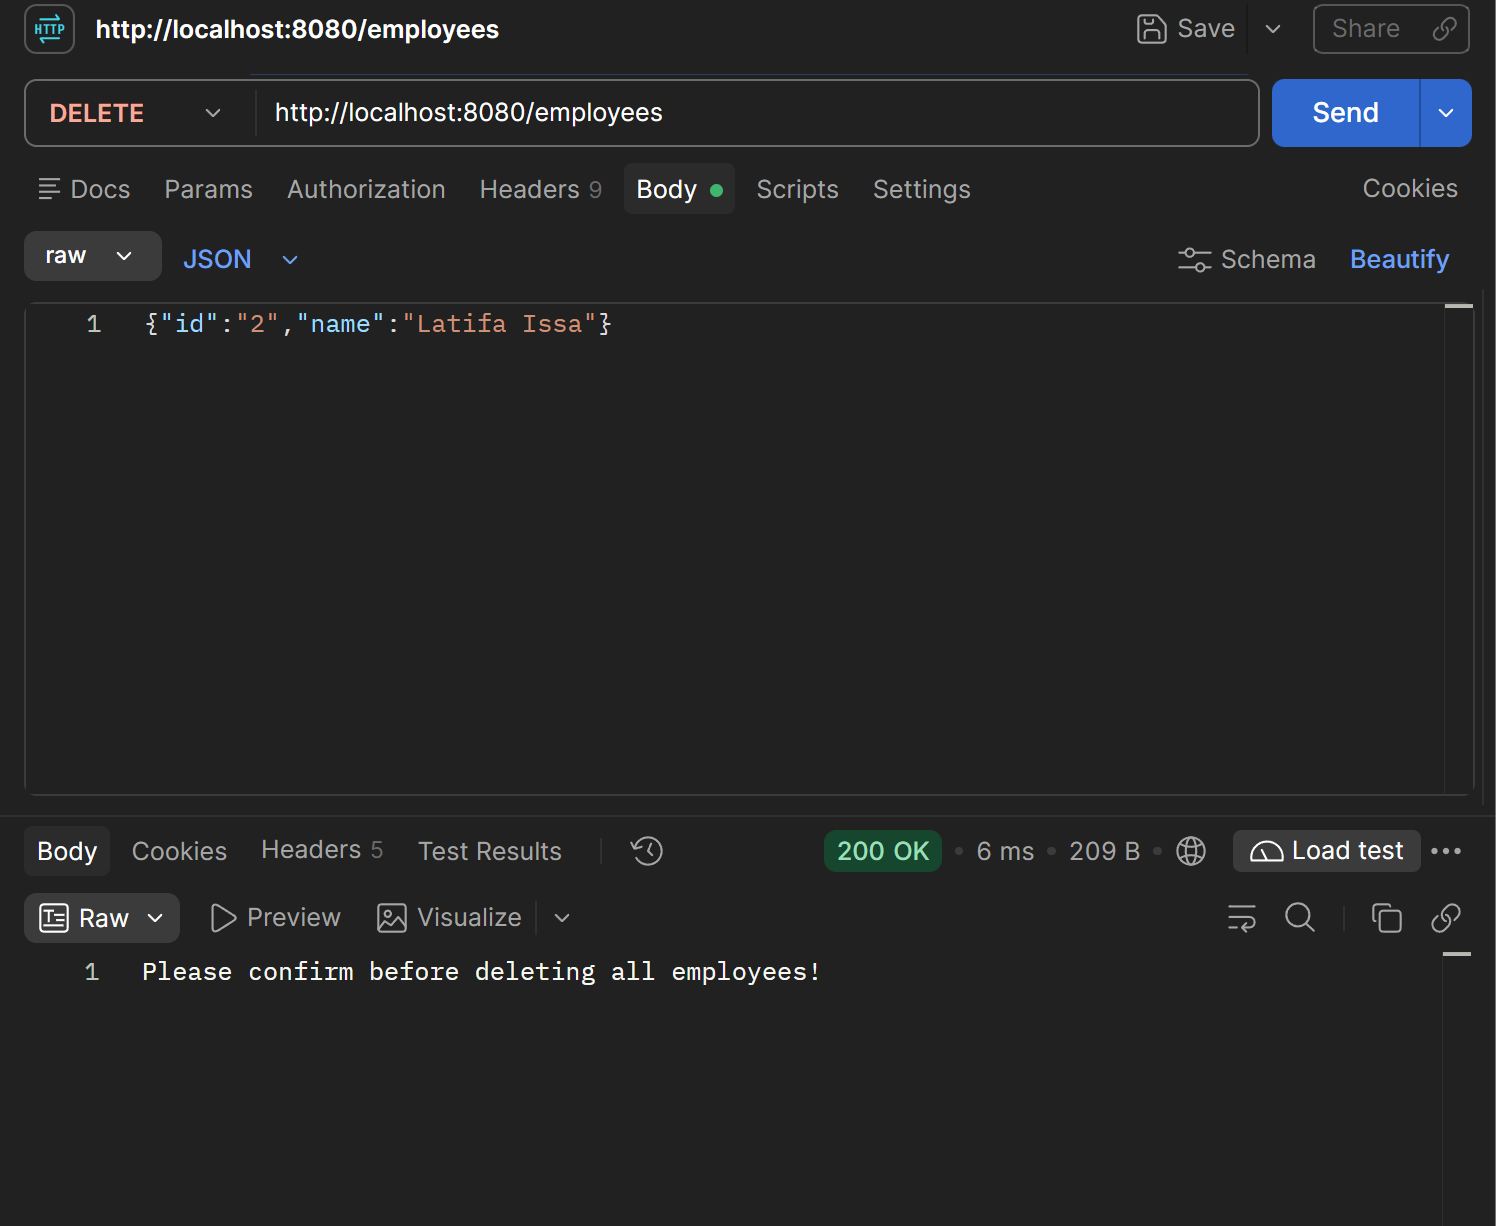 HTTP http://localhost:8080/employees Save Share
DELETE http://localhost:8080/employees Send
Docs Params Authorization Headers 9 Body Scripts Settings Cookies
raw JSON Schema Beautify
1 {"id":"2","name":"Latifa Issa"}
Body Cookies Headers 5 Test Results 200 OK • 6 ms • 209 B • Load test
Raw Preview Visualize
1 Please confirm before deleting all employees!